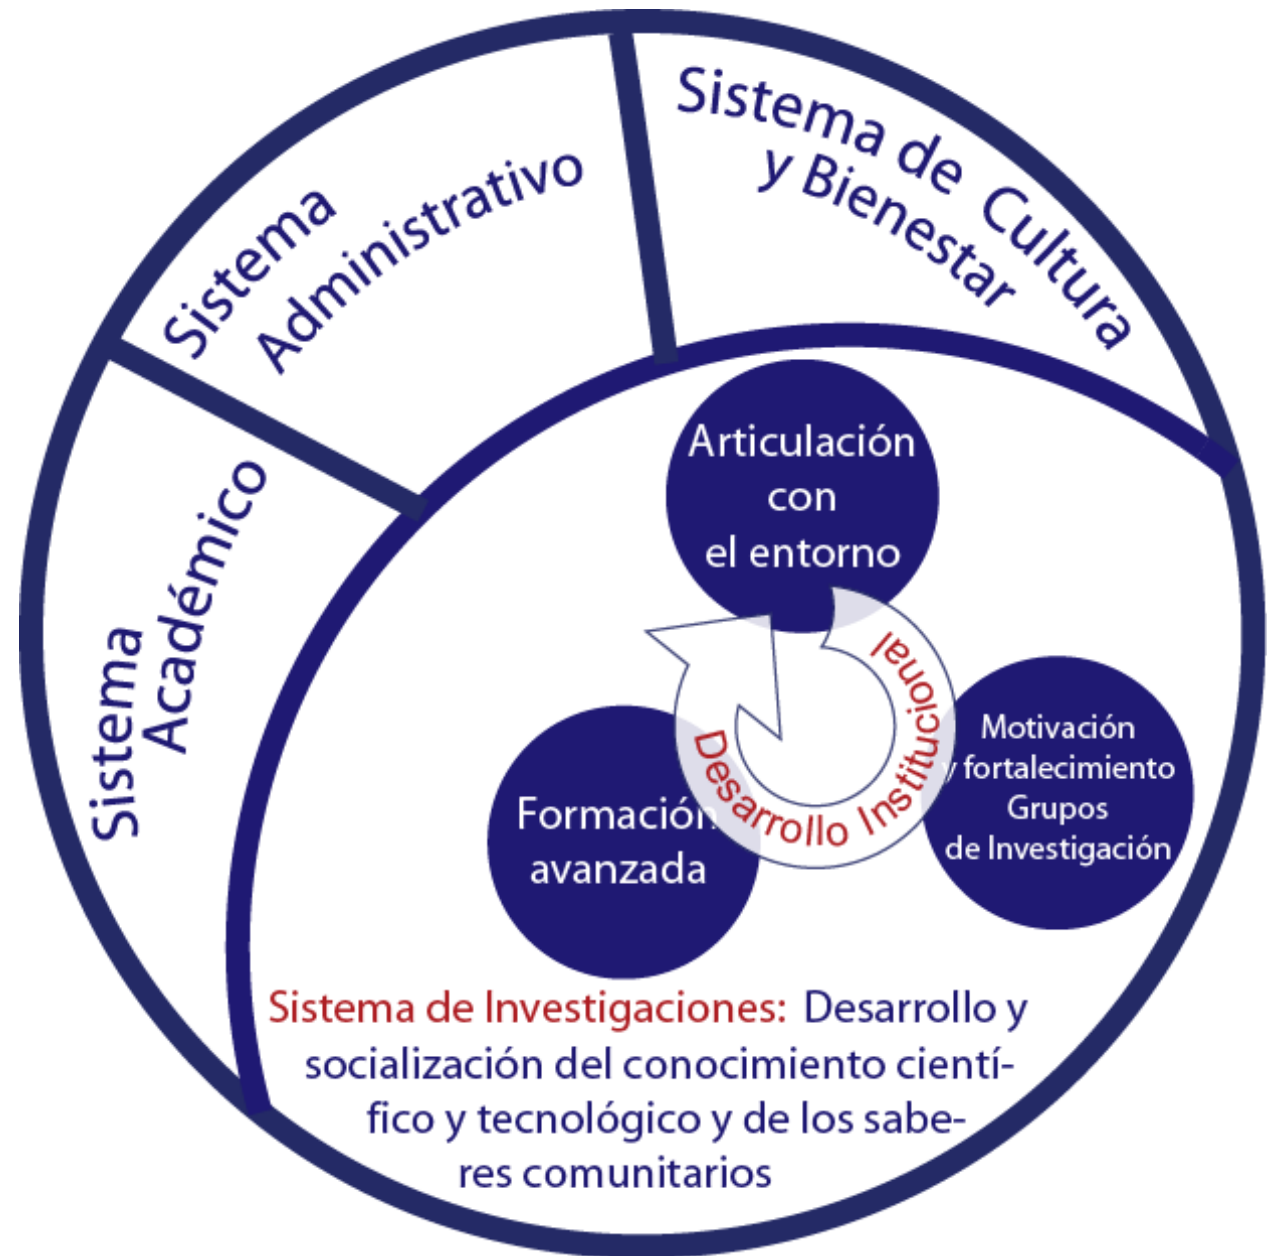 Sistema de Cultura
y Bienestar
Sistema
Administrativo
Sistema
Académico
Articulación
con
el entorno
Desarrollo Institucional
Motivación
y fortalecimiento
Grupos
de Investigación
Formación
avanzada
Sistema de Investigaciones: Desarrollo y
socialización del conocimiento cientí-
fico y tecnológico y de los sabe-
res comunitarios